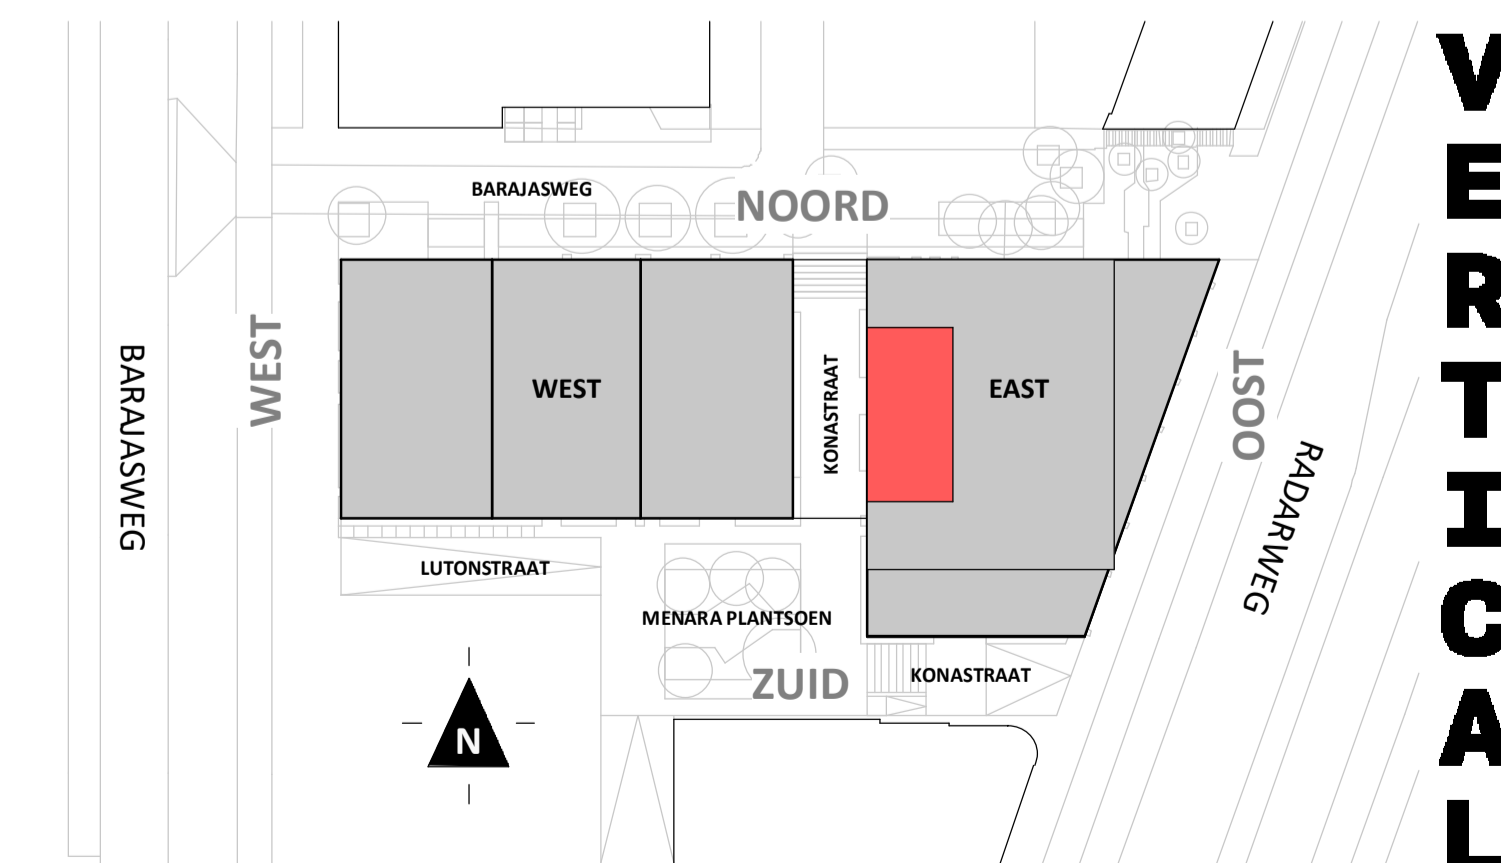 BARAJASWEG
NOORD
WEST
BARAJASWEG
WEST
KONASTRAAT
EAST
OOST
RADARWEG
LUTONSTRAAT
MENARA PLANTSOEN
ZUID
KONASTRAAT
N
VERTICAL